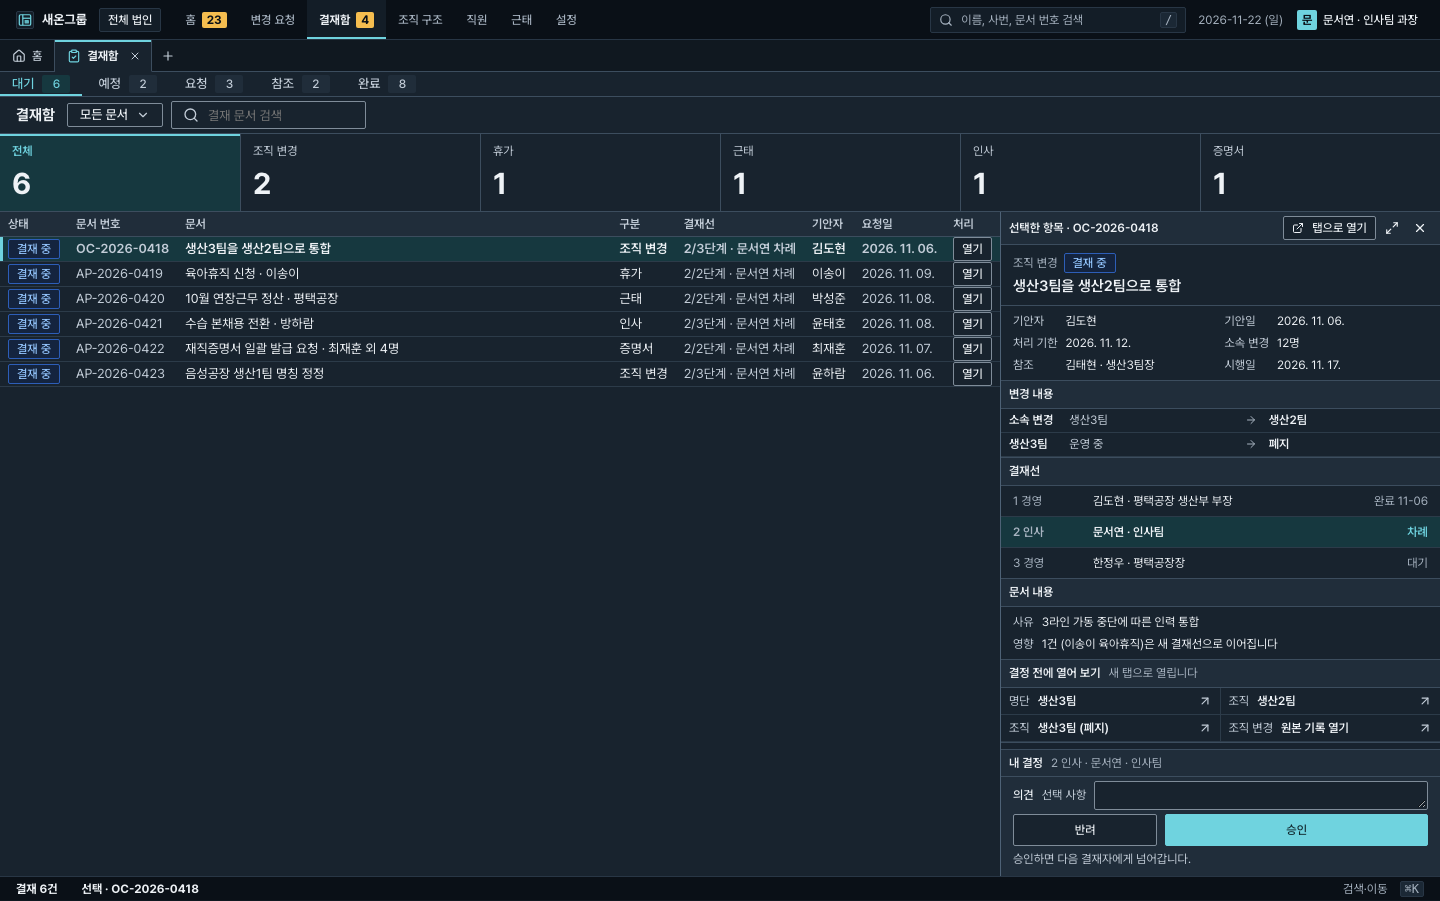 새온그룹 전체 법인 홈 23 변경 요청 결재함 4 조직 구조 직원 근태 설정 이름, 사번, 문서 번호 검색 / 2026-11-22 (일) 문 문서연 · 인사팀 과장
홈 결재함
대기 6 예정 2 요청 3 참조 2 완료 8
결재함 모든 문서 결재 문서 검색
전체 조직 변경 휴가 근태 인사 증명서
6 2 1 1 1 1
상태 문서 번호 문서 구분 결재선 기안자 요청일 처리
결재 중 OC-2026-0418 생산3팀을 생산2팀으로 통합 조직 변경 2/3단계 · 문서연 차례 김도현 2026. 11. 06. 열기
결재 중 AP-2026-0419 육아휴직 신청 · 이송이 휴가 2/2단계 · 문서연 차례 이송이 2026. 11. 09. 열기
결재 중 AP-2026-0420 10월 연장근무 정산 · 평택공장 근태 2/2단계 · 문서연 차례 박성준 2026. 11. 08. 열기
결재 중 AP-2026-0421 수습 본채용 전환 · 방하람 인사 2/3단계 · 문서연 차례 윤태호 2026. 11. 08. 열기
결재 중 AP-2026-0422 재직증명서 일괄 발급 요청 · 최재훈 외 4명 증명서 2/2단계 · 문서연 차례 최재훈 2026. 11. 07. 열기
결재 중 AP-2026-0423 음성공장 생산1팀 명칭 정정 조직 변경 2/3단계 · 문서연 차례 윤하람 2026. 11. 06. 열기
선택한 항목 · OC-2026-0418 탭으로 열기
조직 변경 결재 중
생산3팀을 생산2팀으로 통합
기안자 김도현 기안일 2026. 11. 06.
처리 기한 2026. 11. 12. 소속 변경 12명
참조 김태현 · 생산3팀장 시행일 2026. 11. 17.
변경 내용
소속 변경 생산3팀 → 생산2팀
생산3팀 운영 중 → 폐지
결재선
1 경영 김도현 · 평택공장 생산부 부장 완료 11-06
2 인사 문서연 · 인사팀 차례
3 경영 한정우 · 평택공장장 대기
문서 내용
사유 3라인 가동 중단에 따른 인력 통합
영향 1건 (이송이 육아휴직)은 새 결재선으로 이어집니다
결정 전에 열어 보기 새 탭으로 열립니다
명단 생산3팀 조직 생산2팀
조직 생산3팀 (폐지) 조직 변경 원본 기록 열기
내 결정 2 인사 · 문서연 · 인사팀
의견 선택 사항
반려 승인
승인하면 다음 결재자에게 넘어갑니다.
결재 6건 선택 · OC-2026-0418 검색·이동 ⌘K